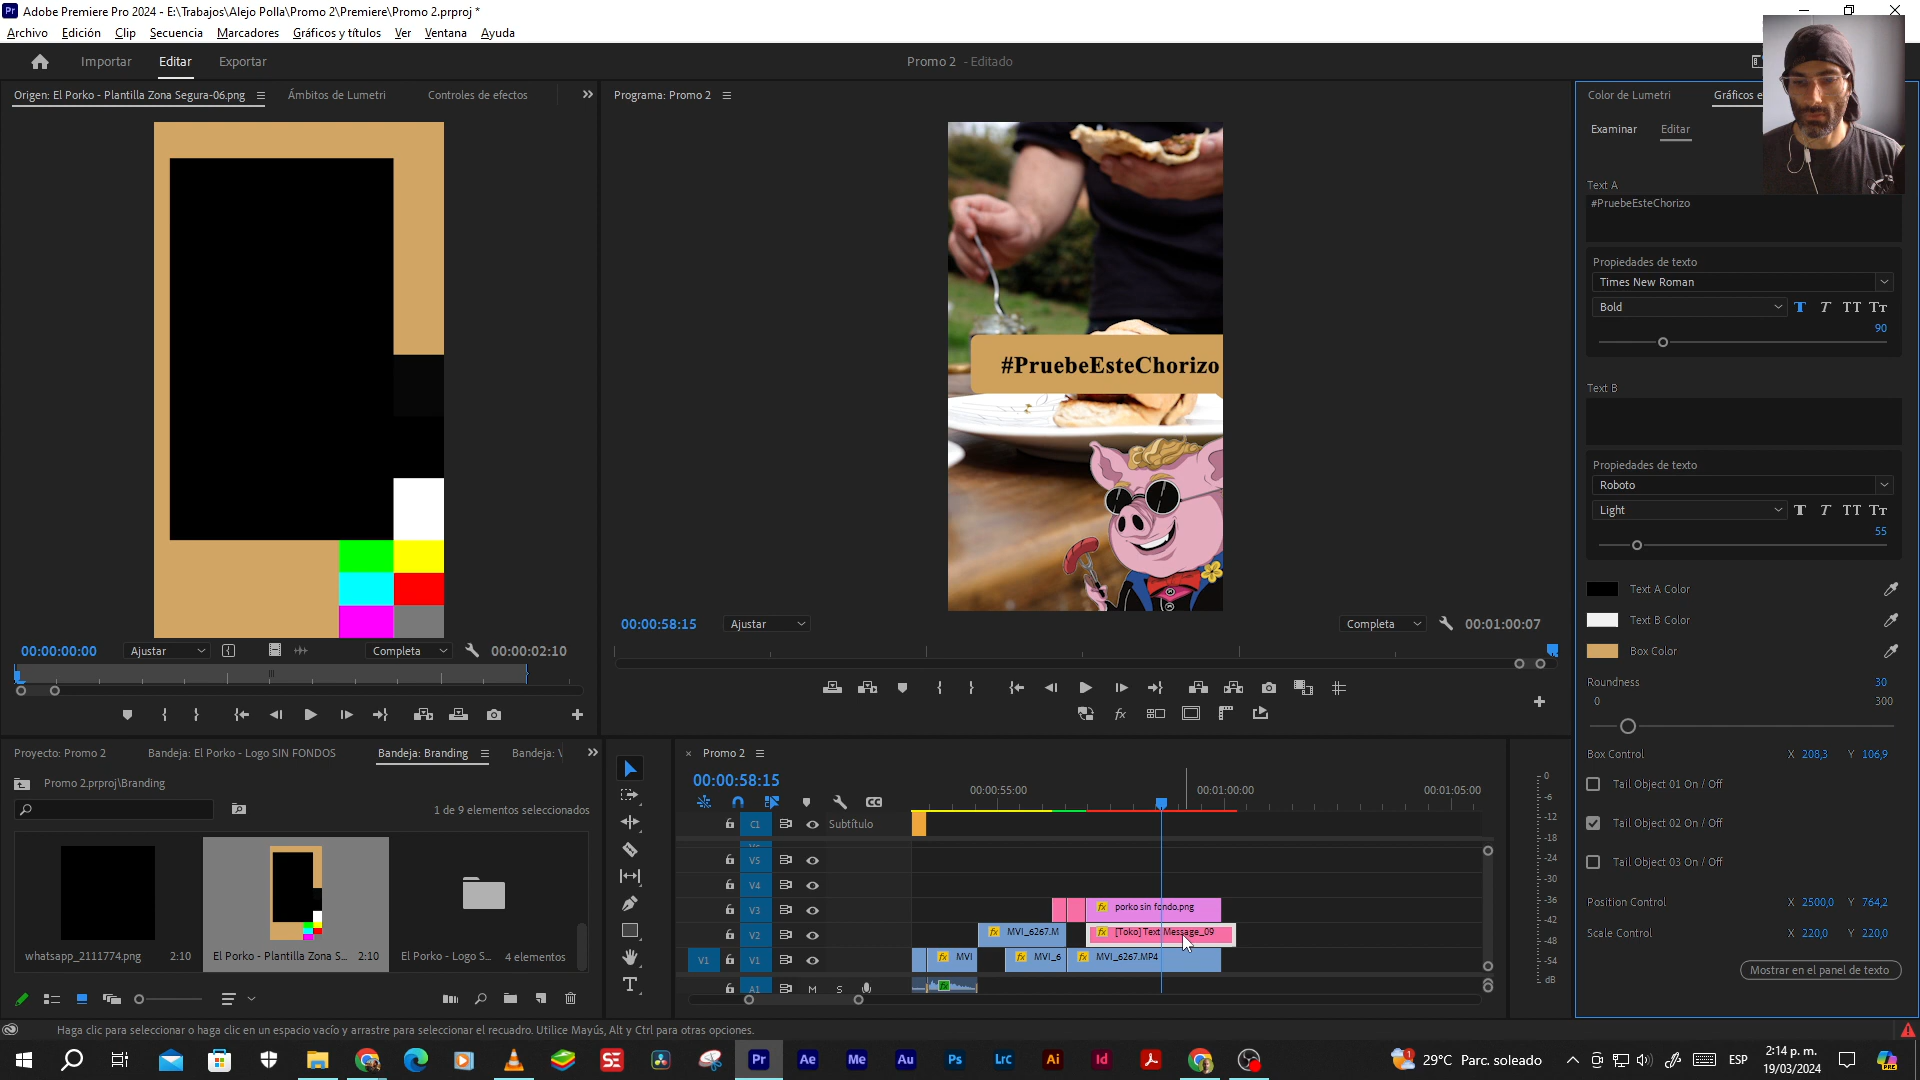 Adobe Premiere Pro 2024 - E:\Trabajos\Alejo Polla\Promo 2\Premiere\Promo 2.prproj *
Archivo Edición Clip Secuencia Marcadores Gráficos y títulos Ver Ventana Ayuda
Importar Editar Exportar
Promo 2 - Editado
Origen: El Porko - Plantilla Zona Segura-06.png
Ámbitos de Lumetri
Controles de efectos
Programa: Promo 2
Color de Lumetri
Gráficos e
Examinar Editar
Text A
#PruebeEsteChorizo
Propiedades de texto
Times New Roman
Bold
90
#PruebeEsteChorizo
Text B
Propiedades de texto
Roboto
Light
55
Text A Color
Text B Color
Box Color
Roundness 30
0 300
Box Control X 208,3 Y 106,9
Tail Object 01 On / Off
Tail Object 02 On / Off
Tail Object 03 On / Off
Position Control X 2500,0 Y 764,2
Scale Control X 220,0 Y 220,0
Mostrar en el panel de texto
00:00:00:00 Ajustar Completa 00:00:02:10
00:00:58:15 Ajustar Completa 00:01:00:07
Proyecto: Promo 2
Bandeja: El Porko - Logo SIN FONDOS
Bandeja: Branding
Bandeja: V
Promo 2.prproj\Branding
1 de 9 elementos seleccionados
whatsapp_2111774.png 2:10
El Porko - Plantilla Zona S... 2:10
El Porko - Logo S... 4 elementos
Promo 2
00:00:58:15
00:00:55:00 00:01:00:00 00:01:05:00
C1 Subtítulo
V5
V4
V3 porko sin fondo.png
V2 MVI_6267.M [Toko] Text Message_09
V1 V1 MVI MVI_6 MVI_6267.MP4
A1 M S
0
-6
-12
-18
-24
-30
-36
-42
-48
-54
dB
Haga clic para seleccionar o haga clic en un espacio vacío y arrastre para seleccionar el recuadro. Utilice Mayús, Alt y Ctrl para otras opciones.
29°C Parc. soleado
ESP
2:14 p. m.
19/03/2024